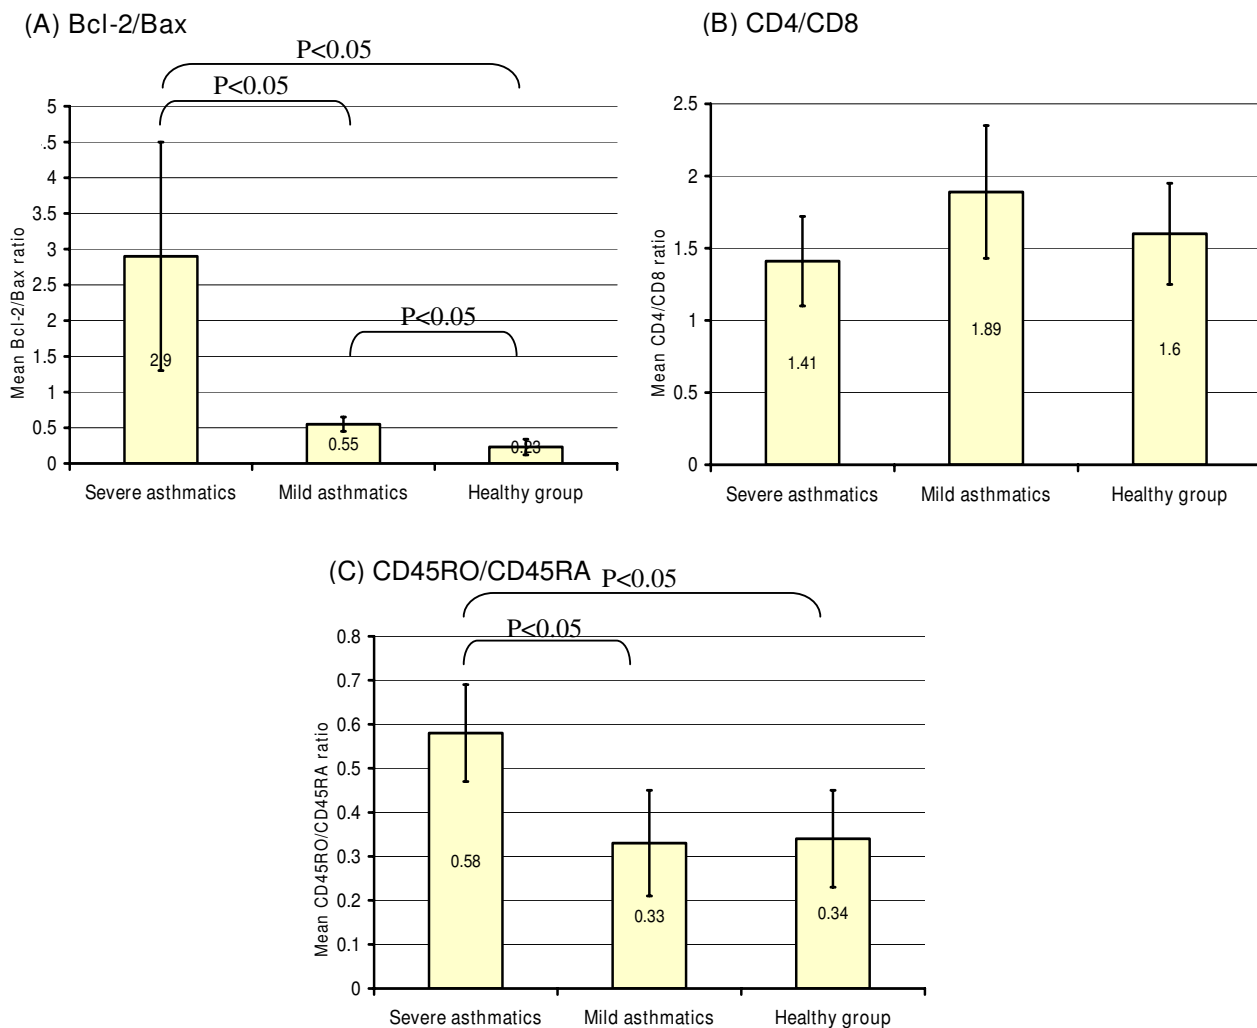 (A) Bcl-2/Bax
P<0.05
P<0.05
5
.5
4
3.5
3
2.5
2
1.5
1
0.5
0
Mean Bcl-2/Bax ratio
P<0.05
2.9
0.55
0.23
Severe asthmatics Mild asthmatics Healthy group
(B) CD4/CD8
2.5
2
1.5
1
0.5
0
Mean CD4/CD8 ratio
1.41
1.89
1.6
Severe asthmatics Mild asthmatics Healthy group
(C) CD45RO/CD45RA
P<0.05
P<0.05
0.8
0.7
0.6
0.5
0.4
0.3
0.2
0.1
0
Mean CD45RO/CD45RA ratio
0.58
0.33
0.34
Severe asthmatics Mild asthmatics Healthy group